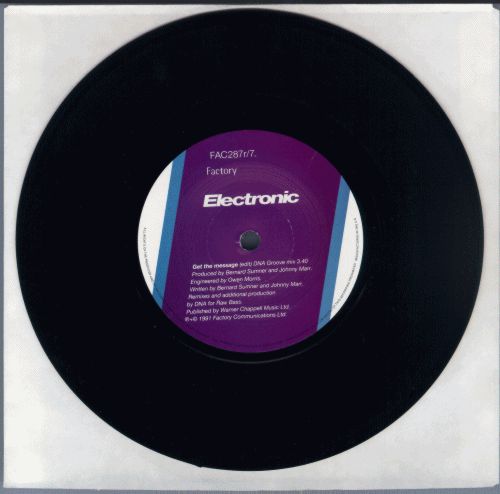 FAC287r/7.
Factory
Electronic
Get the message (edit) DNA Groove mix 3.40
Produced by Bernard Sumner and Johnny Marr.
Engineered by Owen Morris.
Written by Bernard Sumner and Johnny Marr.
Remixes and additional production
by DNA for Raw Bass.
Published by Warner Chappell Music Ltd.
℗+© 1991 Factory Communications Ltd.